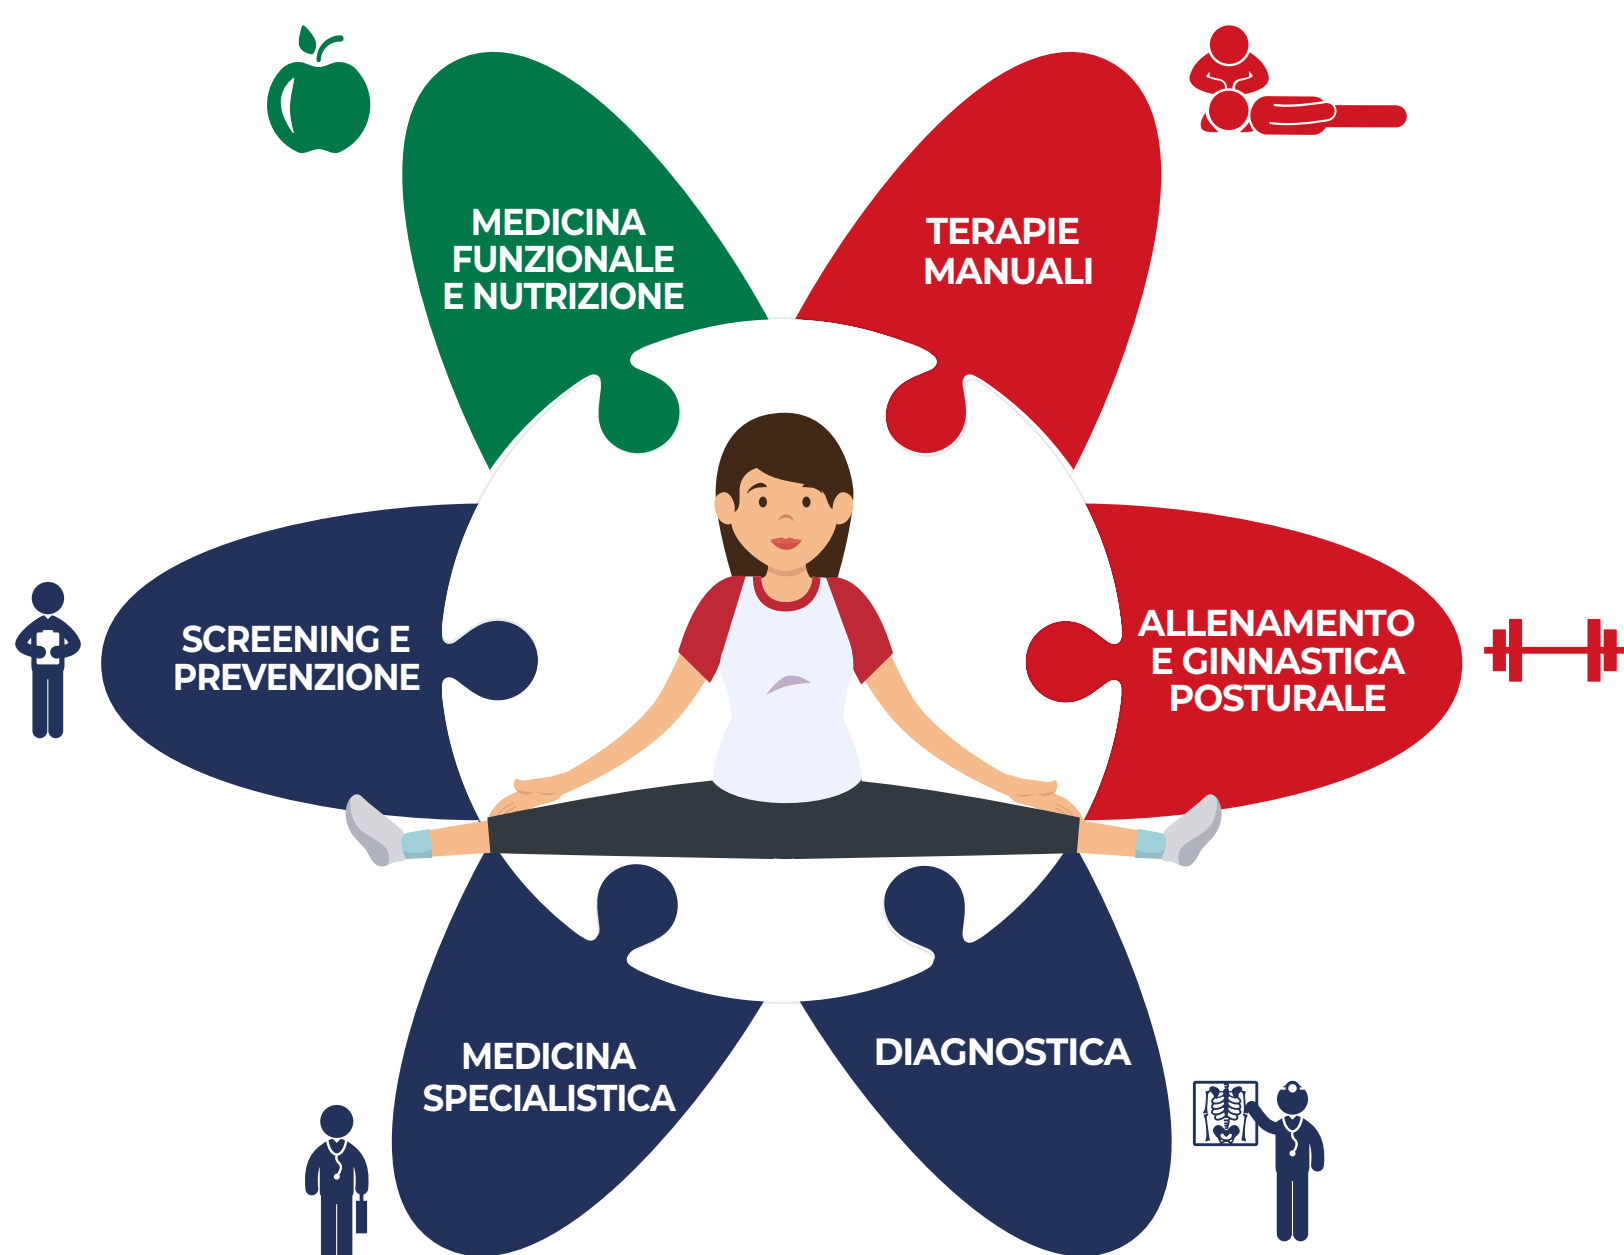 MEDICINA
FUNZIONALE
E NUTRIZIONE
TERAPIE
MANUALI
SCREENING E
PREVENZIONE
ALLENAMENTO
E GINNASTICA
POSTURALE
MEDICINA
SPECIALISTICA
DIAGNOSTICA